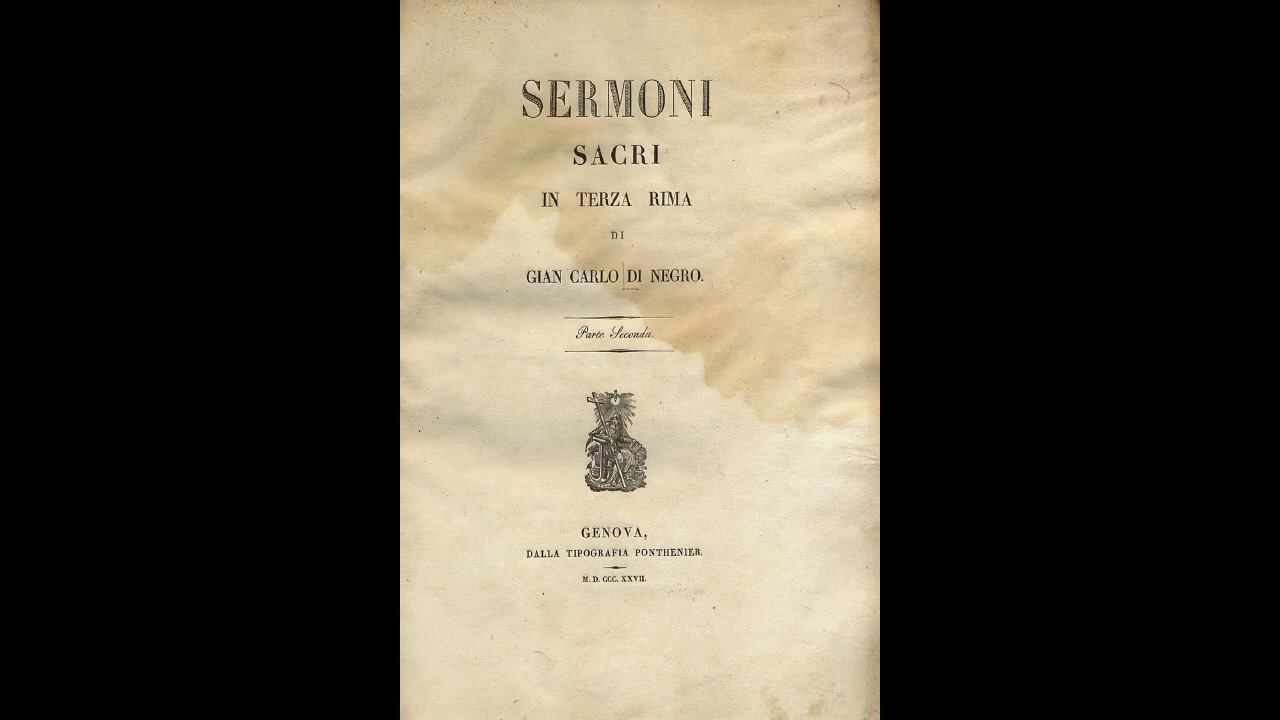 SERMONI
SACRI
IN TERZA RIMA
DI
GIAN CARLO DI NEGRO.
Parte Seconda.
GENOVA,
DALLA TIPOGRAFIA PONTHENIER.
M. D. CCC. XXVII.